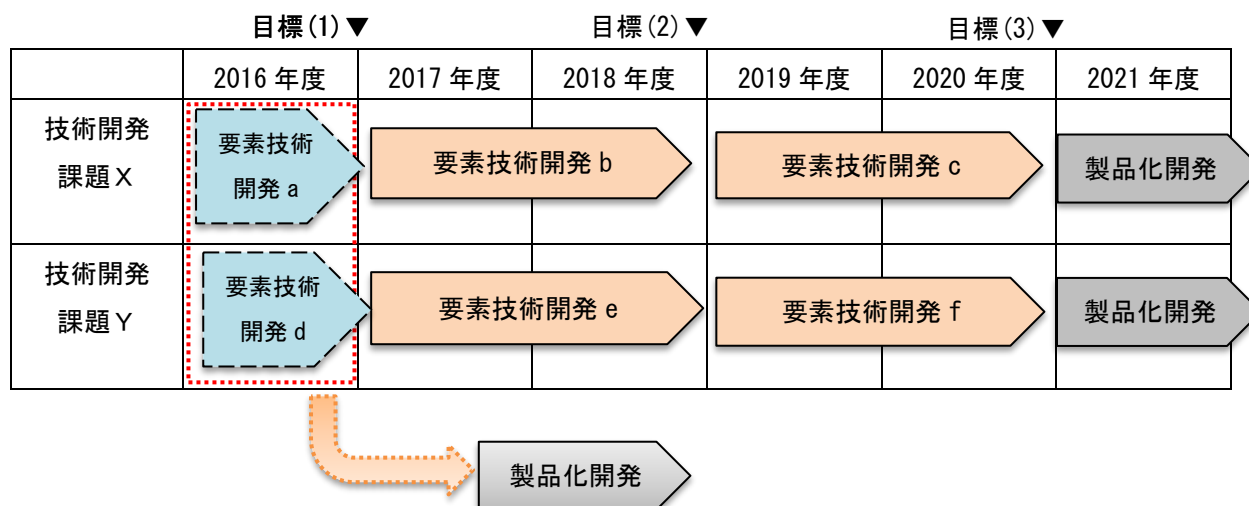 目標(1)▼ 目標(2)▼ 目標(3)▼
2016 年度 2017 年度 2018 年度 2019 年度 2020 年度 2021 年度
技術開発
課題X
要素技術
開発 a
要素技術開発 b
要素技術開発 c
製品化開発
技術開発
課題Y
要素技術
開発 d
要素技術開発 e
要素技術開発 f
製品化開発
製品化開発